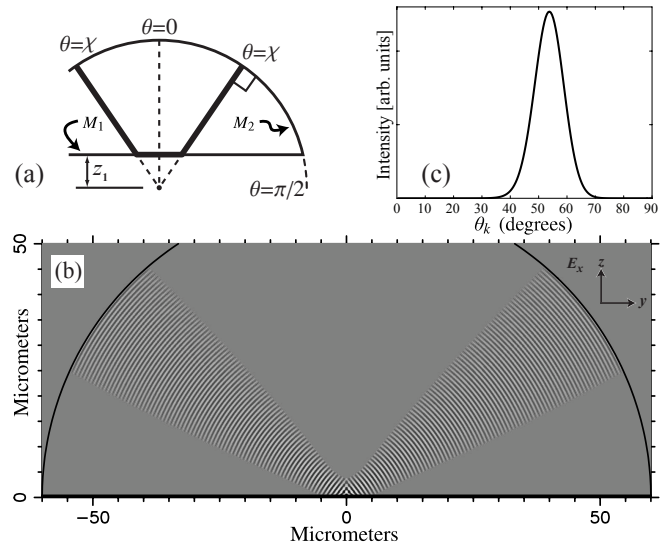 (a)
θ=χ
θ=0
θ=χ
M₁
M₂
z₁
θ=π/2
(c)
Intensity [arb. units]
0 10 20 30 40 50 60 70 80 90
θₖ (degrees)
(b)
50
0
Micrometers
Eₓ
z
y
−50 0 50
Micrometers